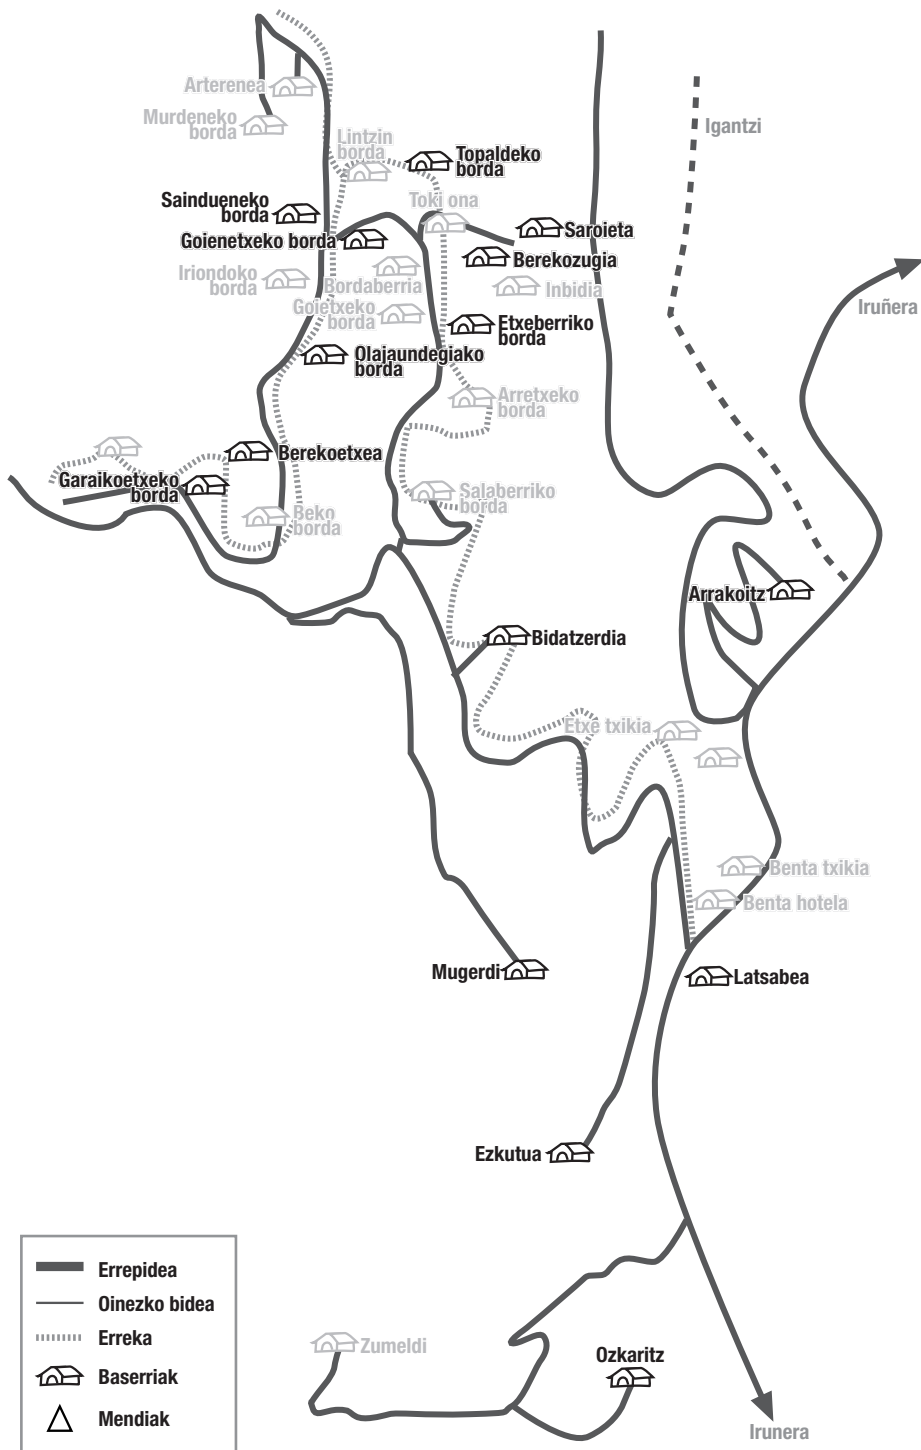 Arterenea
Murdeneko
borda
Igantzi
Lintzin
borda
Topaldeko
borda
Saindueneko
borda
Toki ona
Goienetxeko borda
Saroieta
Berekozugia
Iriondoko
borda
Bordaberria
Inbidia
Goietxeko
borda
Iruñera
Etxeberriko
borda
Olajaundegiako
borda
Arretxeko
borda
Berekoetxea
Garaikoetxeko
borda
Salaberriko
borda
Beko
borda
Arrakoitz
Bidatzerdia
Etxe txikia
Benta txikia
Benta hotela
Mugerdi
Latsabea
Ezkutua
Errepidea
Oinezko bidea
Erreka
Baserriak
Mendiak
Zumeldi
Ozkaritz
Irunera